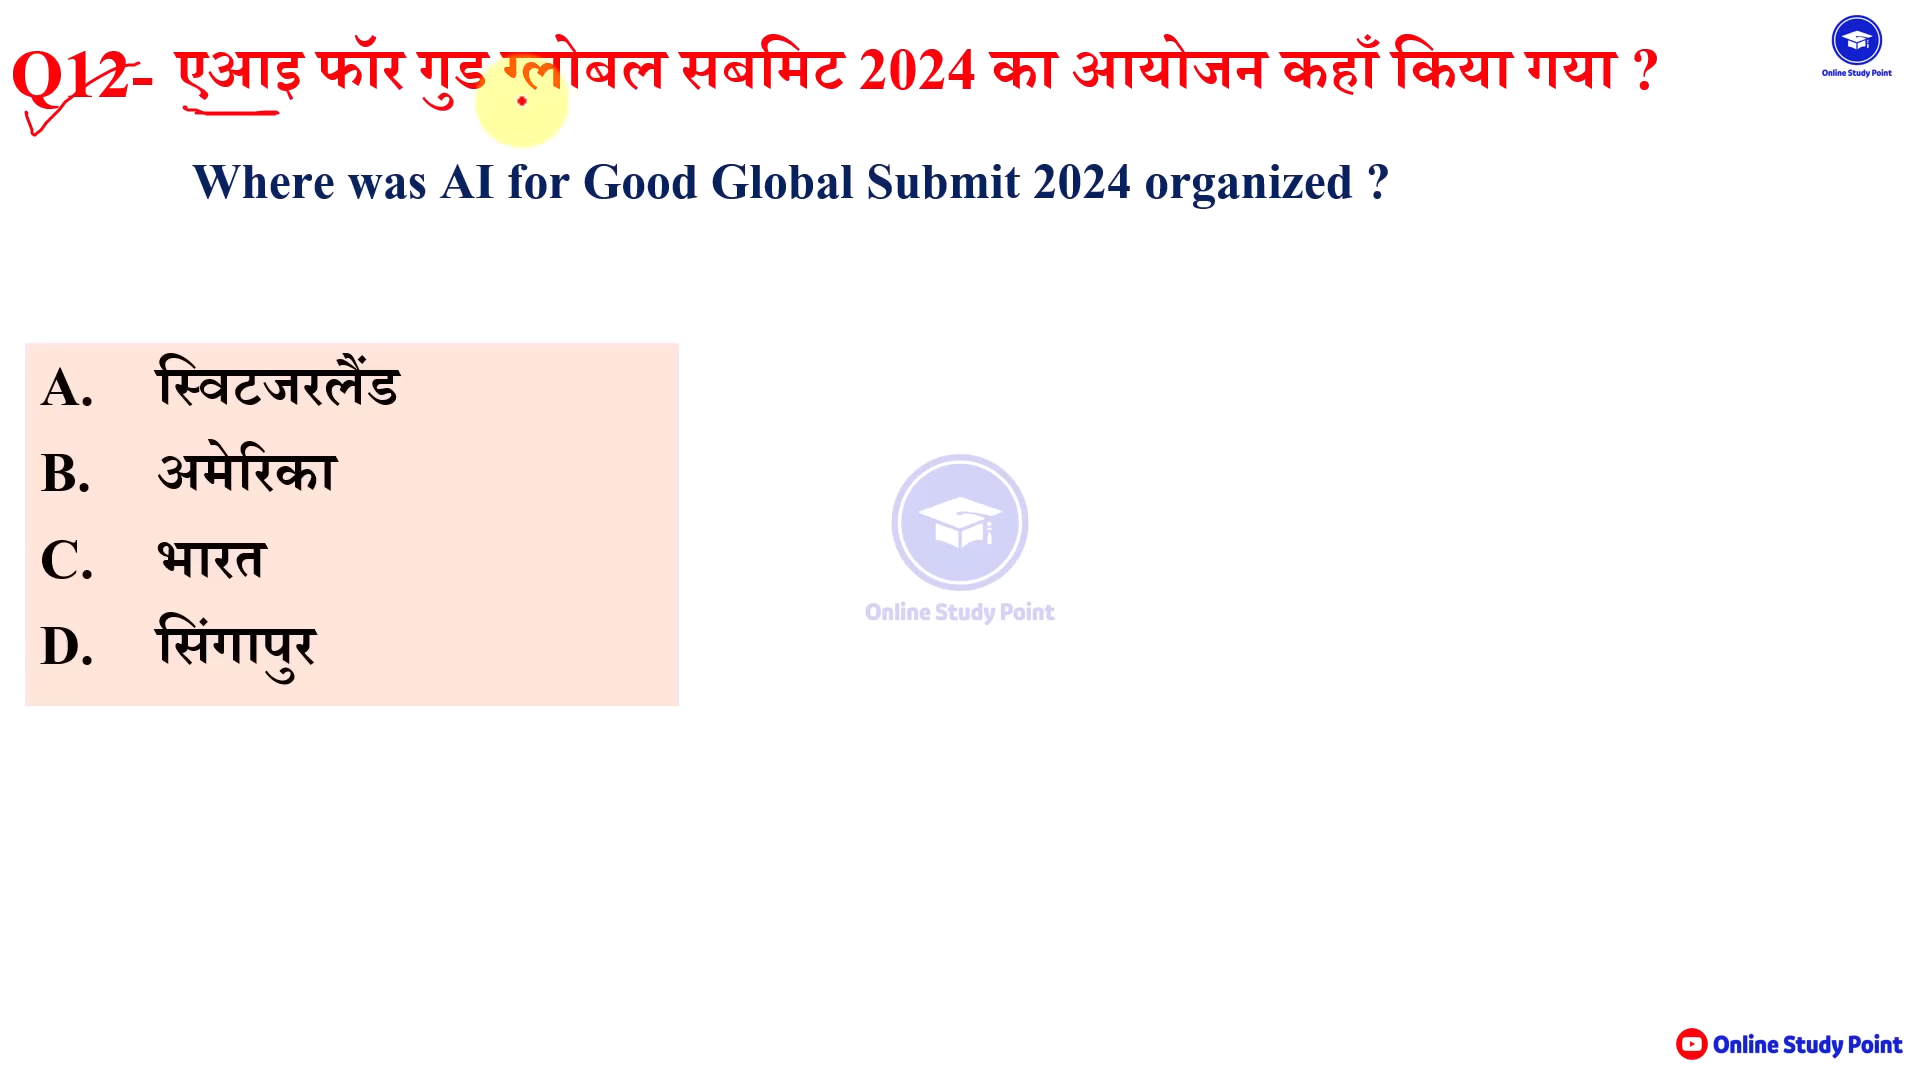 Q12- एआइ फॉर गुड ग्लोबल सबमिट 2024 का आयोजन कहाँ किया गया ?
Online Study Point
Where was AI for Good Global Submit 2024 organized ?
A. स्विटजरलैंड
B. अमेरिका
C. भारत
D. सिंगापुर
Online Study Point
Online Study Point